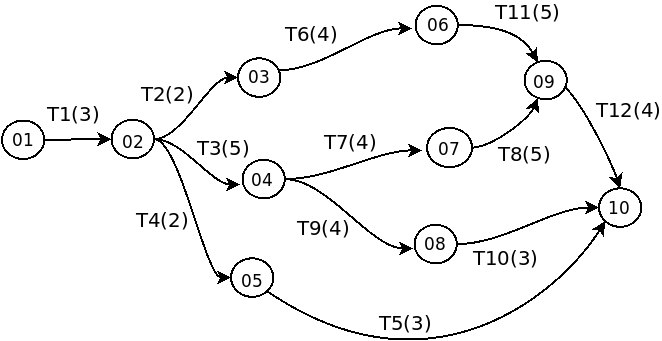 T11(5)
06
T6(4)
03
09
T2(2)
T12(4)
T1(3)
01
02
T3(5)
T7(4)
07
T8(5)
04
10
T4(2)
T9(4)
08
T10(3)
05
T5(3)